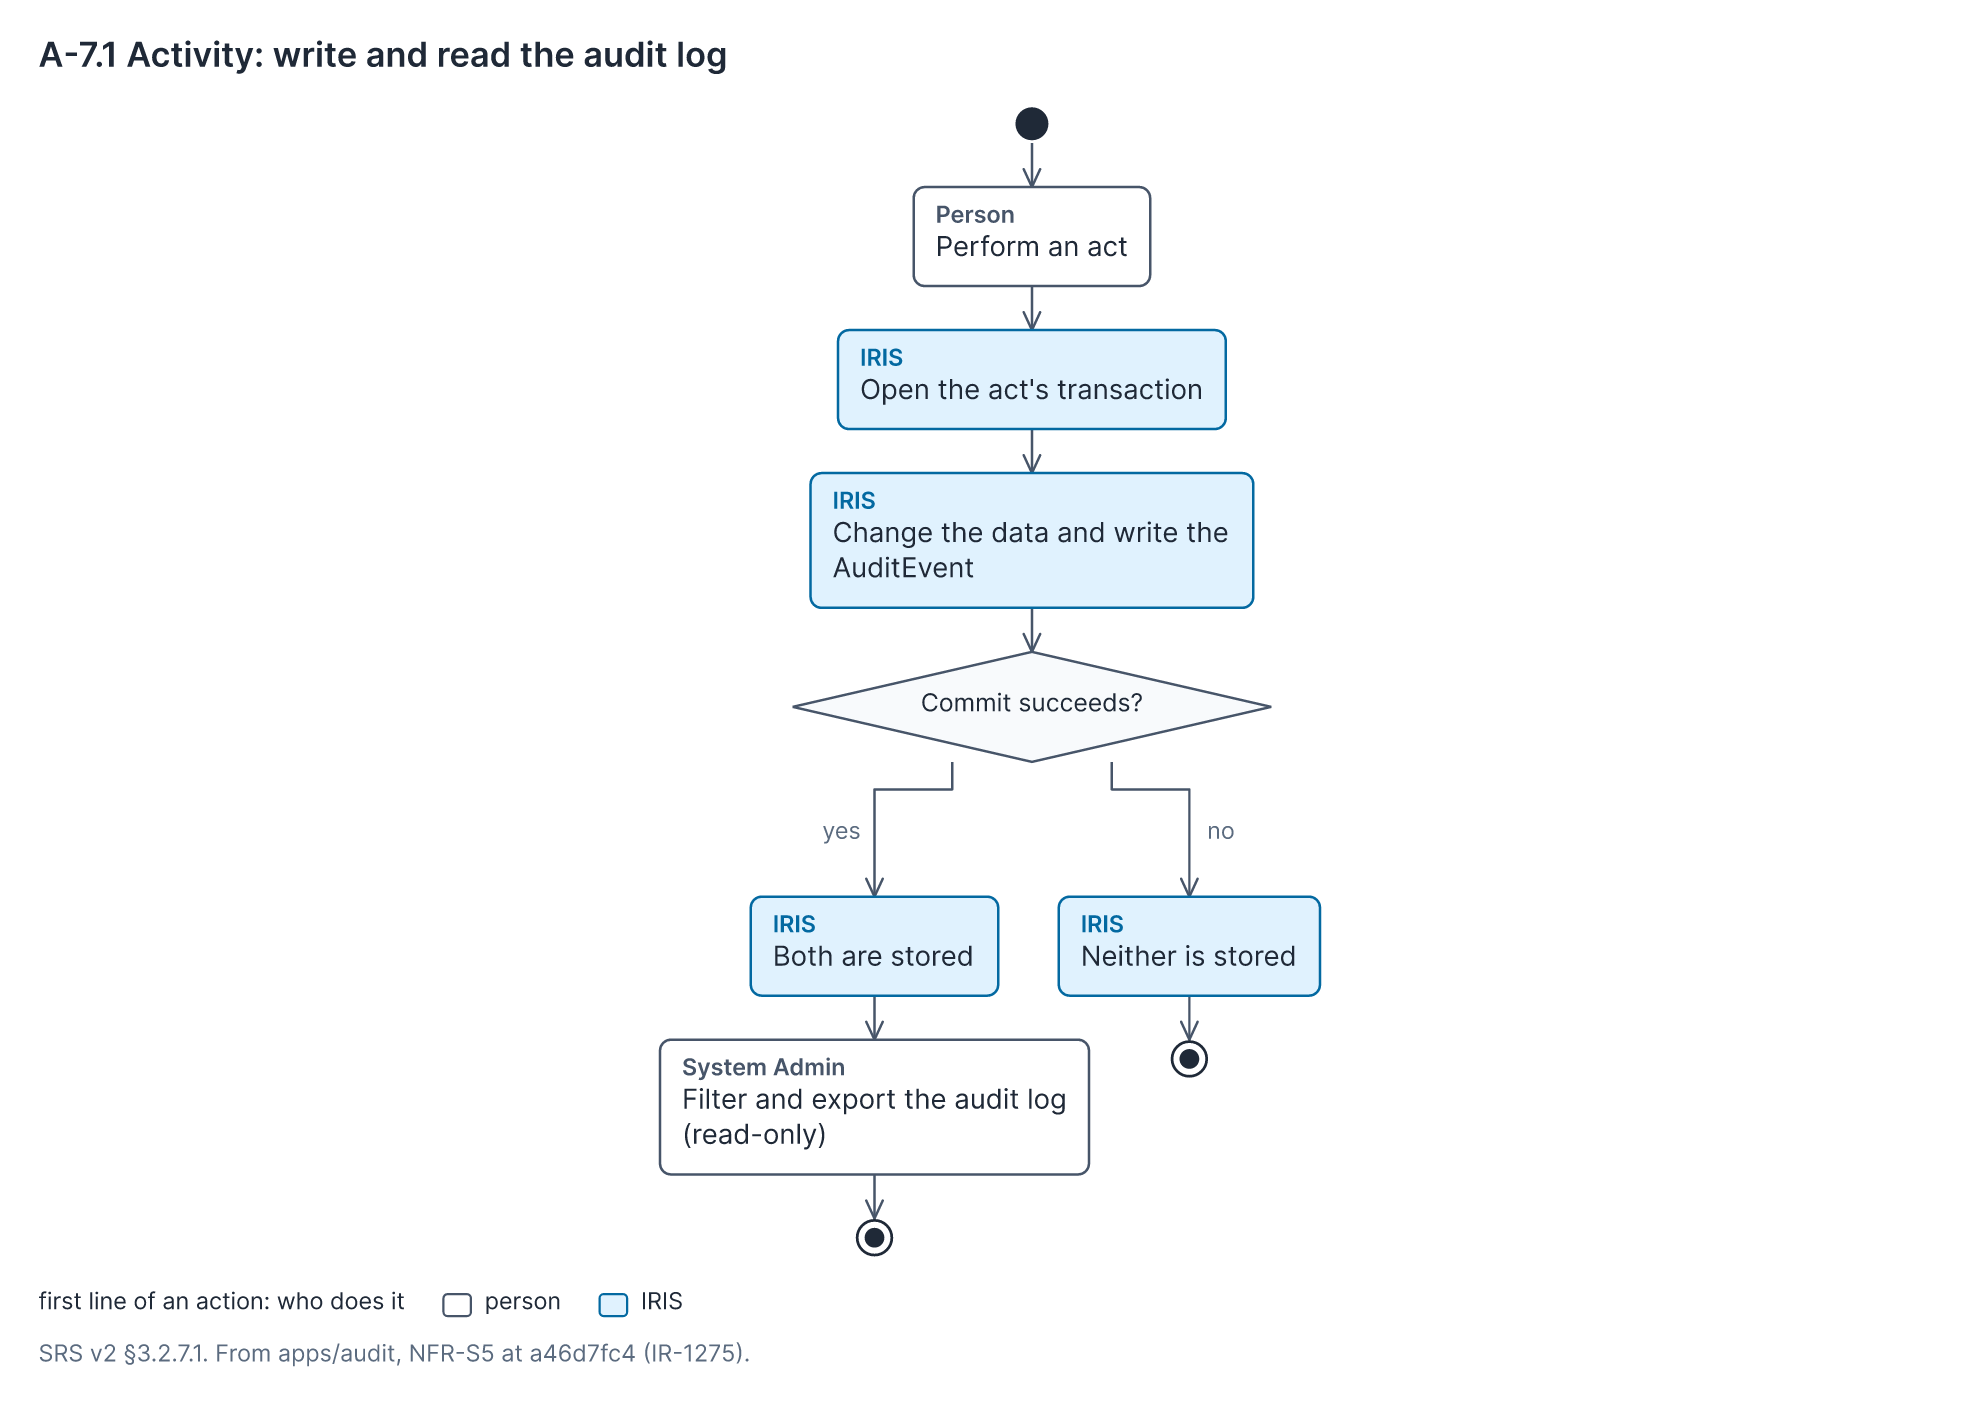 A-7.1 Activity: write and read the audit log
Person
Perform an act
IRIS
Open the act's transaction
IRIS
Change the data and write the
AuditEvent
Commit succeeds?
yes
no
IRIS
Both are stored
IRIS
Neither is stored
System Admin
Filter and export the audit log
(read-only)
first line of an action: who does it
person
IRIS
SRS v2 §3.2.7.1. From apps/audit, NFR-S5 at a46d7fc4 (IR-1275).